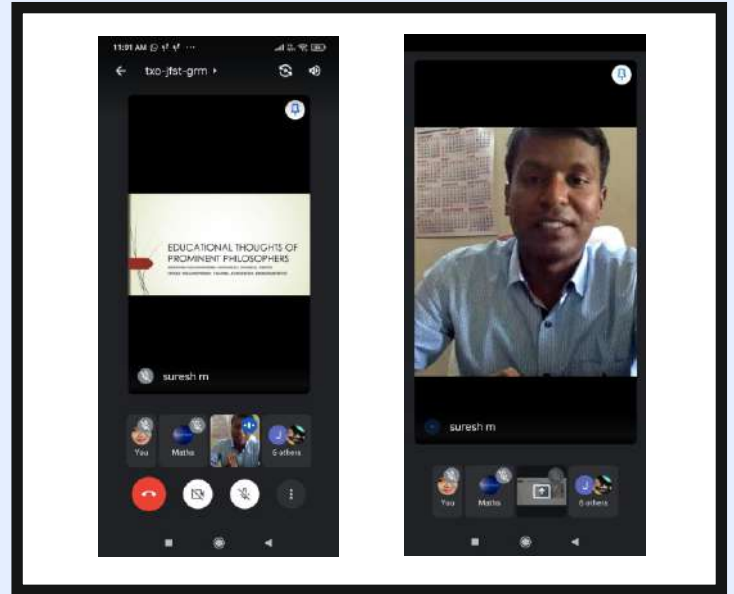 11:01 AM
txo-jfst-grm
EDUCATIONAL THOUGHTS OF
PROMINENT PHILOSOPHERS
suresh m
You
Maths
6 others
suresh m
You
Maths
6 others